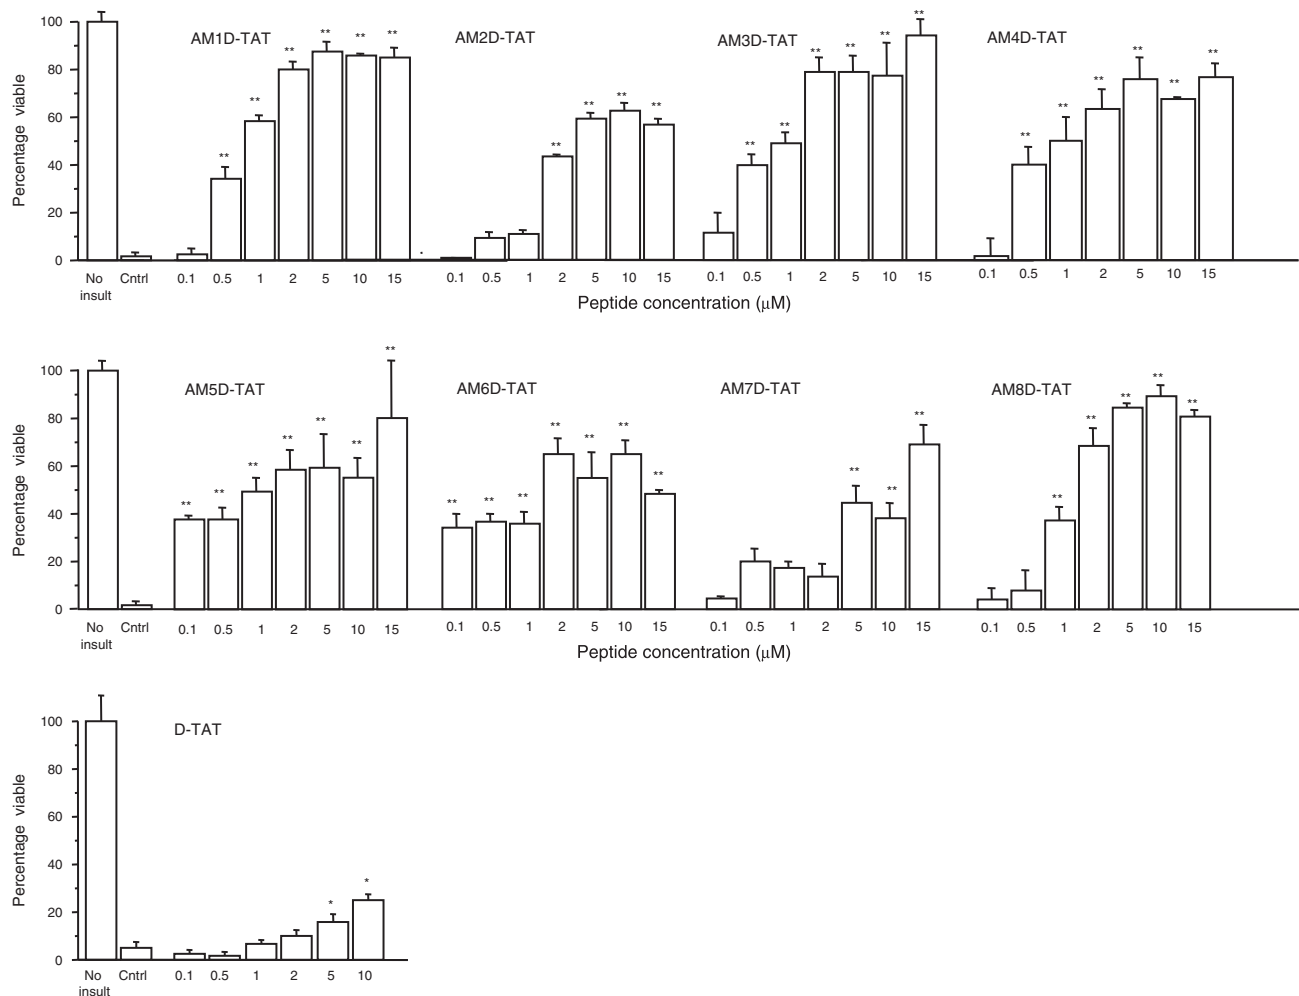 AM1D-TAT AM2D-TAT AM3D-TAT AM4D-TAT
** ** ** ** ** ** ** ** ** ** ** ** ** ** ** ** ** ** ** ** ** **
Percentage viable
100
80
60
40
20
0
No insult Cntrl 0.1 0.5 1 2 5 10 15 0.1 0.5 1 2 5 10 15 0.1 0.5 1 2 5 10 15 0.1 0.5 1 2 5 10 15
Peptide concentration (μM)
AM5D-TAT AM6D-TAT AM7D-TAT AM8D-TAT
** ** ** ** ** ** ** ** ** ** ** ** ** ** ** ** ** ** ** ** ** **
Percentage viable
100
80
60
40
20
0
No insult Cntrl 0.1 0.5 1 2 5 10 15 0.1 0.5 1 2 5 10 15 0.1 0.5 1 2 5 10 15 0.1 0.5 1 2 5 10 15
Peptide concentration (μM)
D-TAT
* *
Percentage viable
100
80
60
40
20
0
No insult Cntrl 0.1 0.5 1 2 5 10